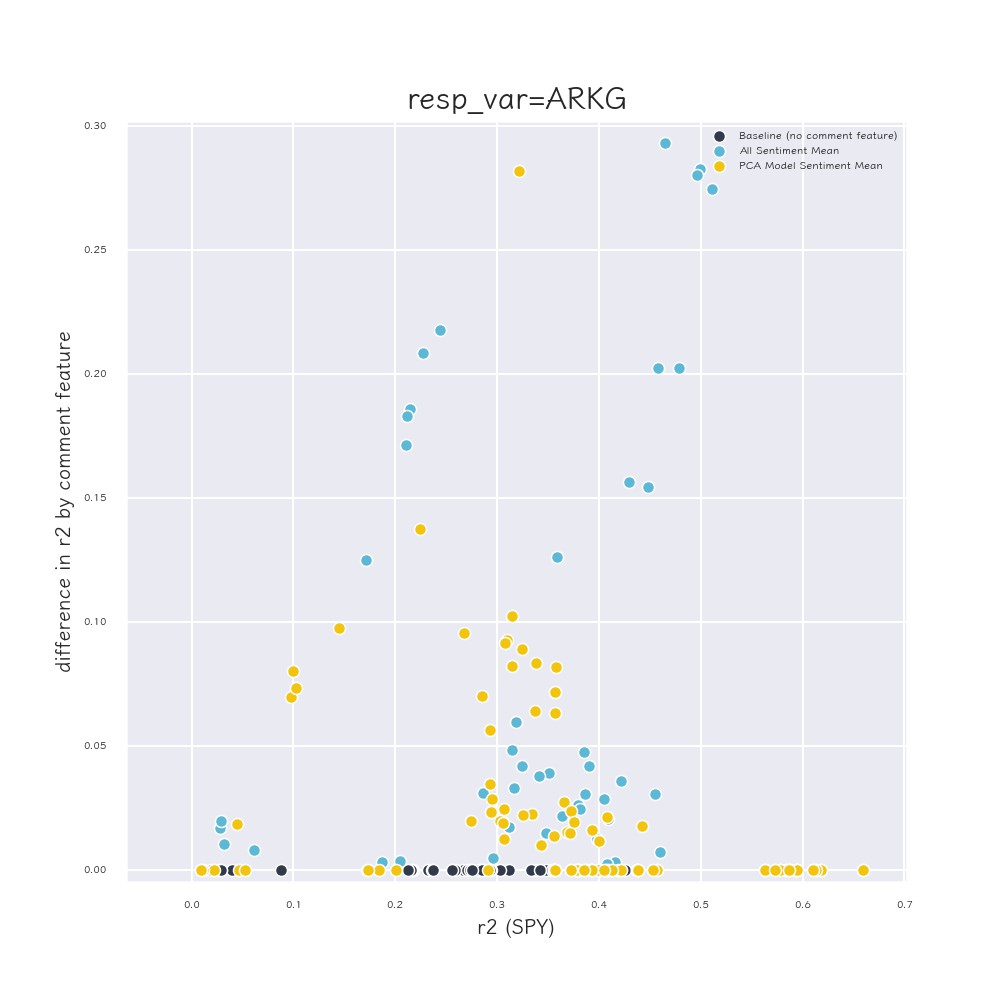 resp_var=ARKG
Baseline (no comment feature)
All Sentiment Mean
PCA Model Sentiment Mean
difference in r2 by comment feature
0.30
0.25
0.20
0.15
0.10
0.05
0.00
0.0 0.1 0.2 0.3 0.4 0.5 0.6 0.7
r2 (SPY)